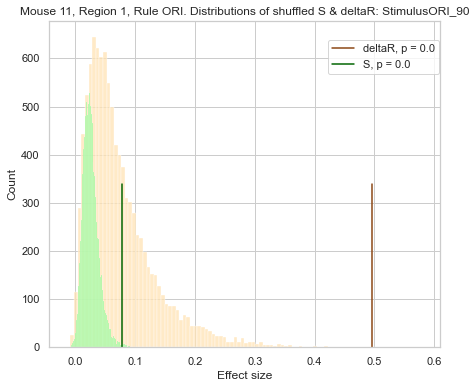 Mouse 11, Region 1, Rule ORI. Distributions of shuffled S & deltaR: StimulusORI_90
deltaR, p = 0.0
S, p = 0.0
Count
600
500
400
300
200
100
0
0.0 0.1 0.2 0.3 0.4 0.5 0.6
Effect size